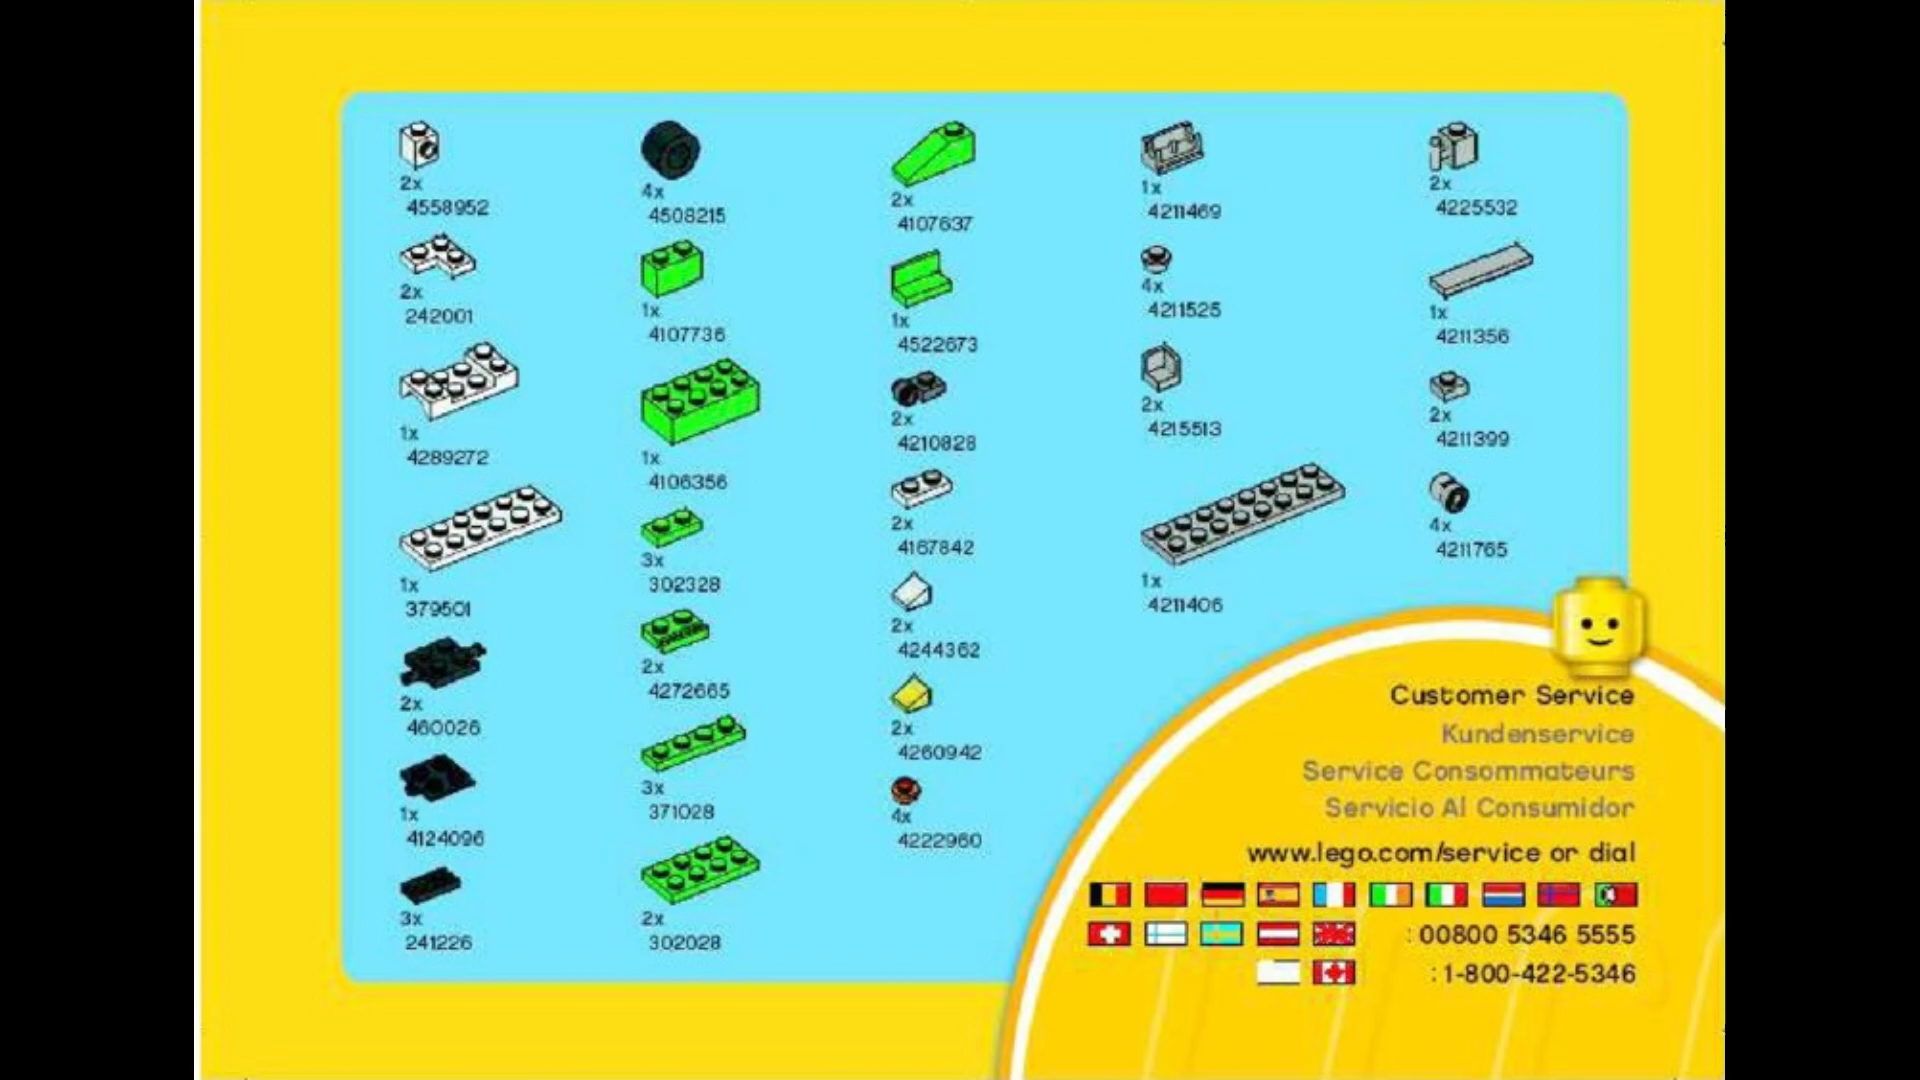 2x
4558952
2x
242001
1x
4289272
1x
379501
2x
460026
1x
4124096
3x
241226
4x
4508215
1x
4107736
1x
4106356
3x
302328
2x
4272665
3x
371028
2x
302028
2x
4107637
1x
4522673
2x
4210828
2x
4167842
2x
4244362
2x
4260942
4x
4222960
1x
4211469
4x
4211525
2x
4215513
1x
4211406
2x
4225532
1x
4211356
2x
4211399
4x
4211765
Customer Service
Kundenservice
Service Consommateurs
Servicio Al Consumidor
www.lego.com/service or dial
: 00800 5346 5555
: 1-800-422-5346